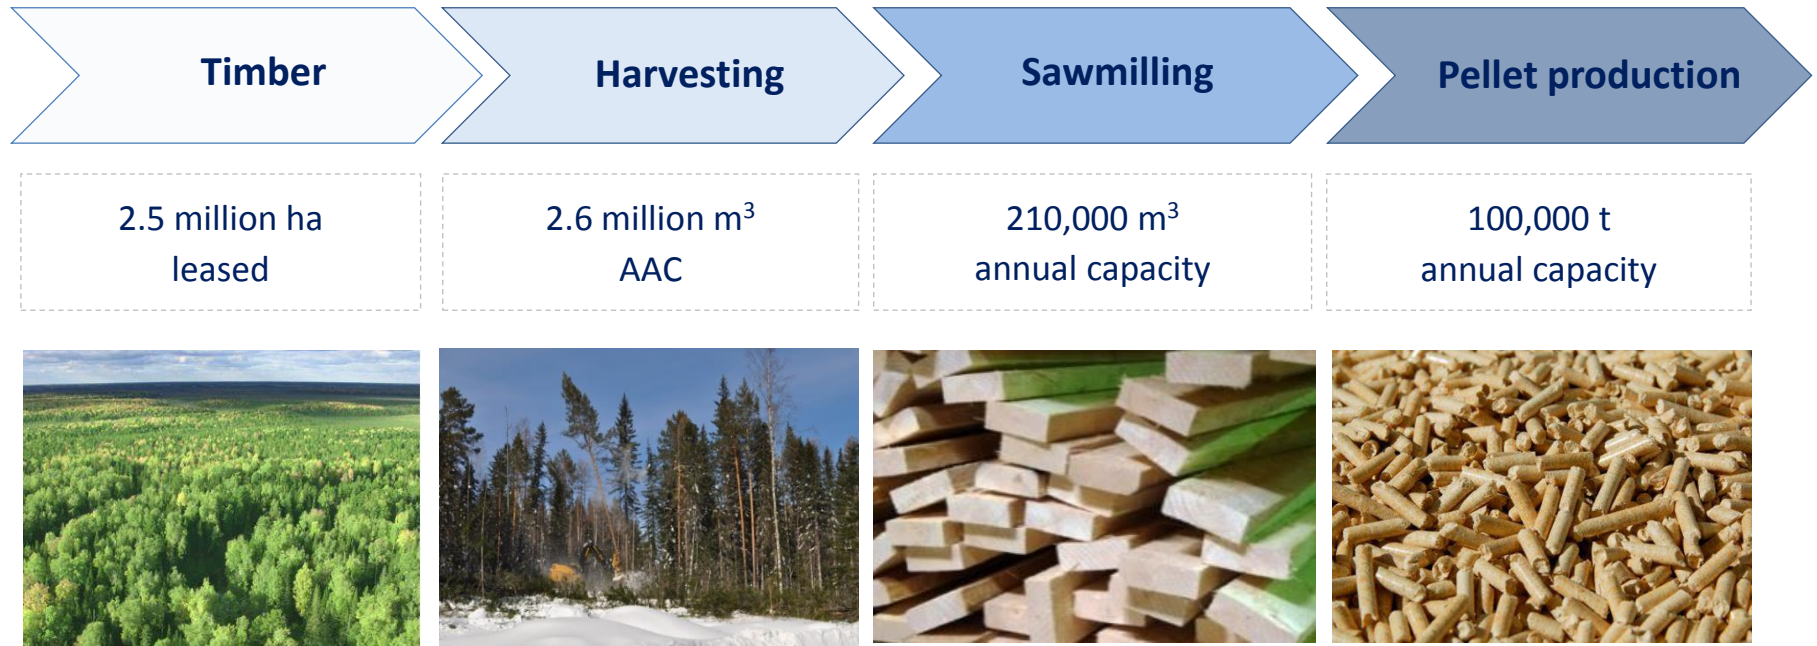 Timber
Harvesting
Sawmilling
Pellet production
2.5 million ha
leased
2.6 million m³
AAC
210,000 m³
annual capacity
100,000 t
annual capacity